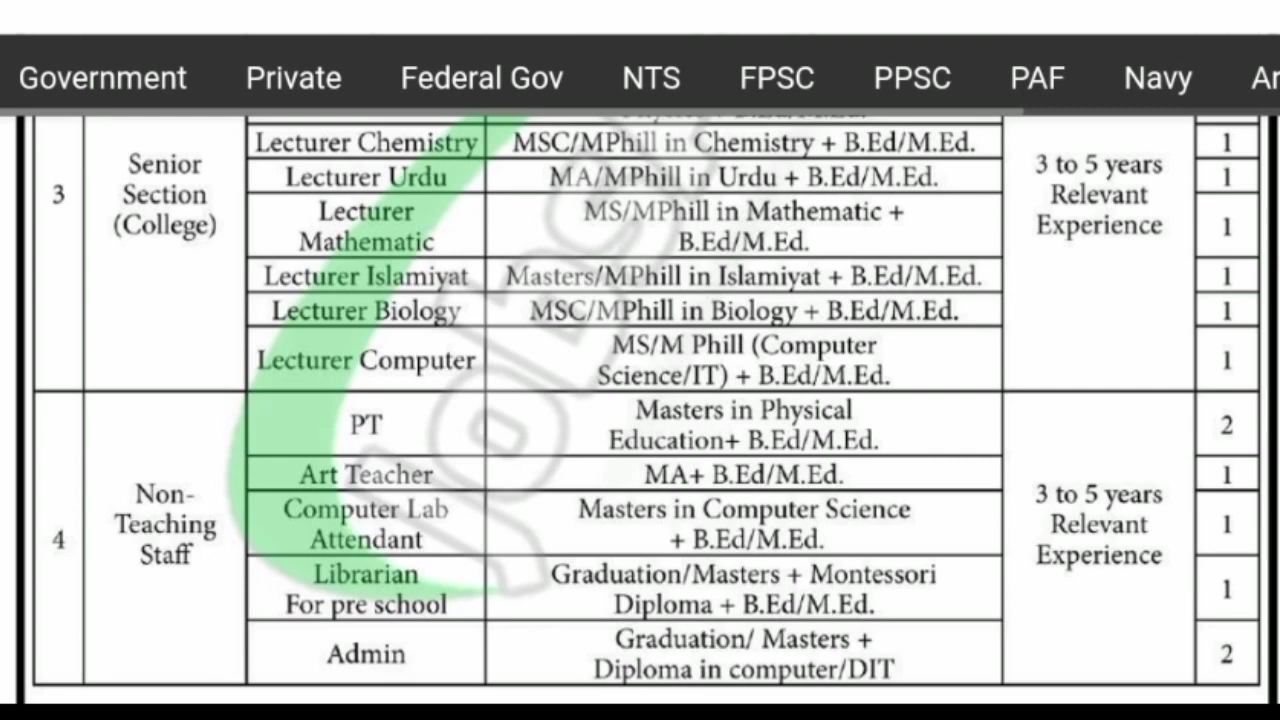 Government Private Federal Gov NTS FPSC PPSC PAF Navy Ar
Lecturer Chemistry MSC/MPhill in Chemistry + B.Ed/M.Ed. 1
3 Senior Section (College) 3 to 5 years Relevant Experience
Lecturer Urdu MA/MPhill in Urdu + B.Ed/M.Ed. 1
Lecturer Mathematic MS/MPhill in Mathematic + B.Ed/M.Ed. 1
Lecturer Islamiyat Masters/MPhill in Islamiyat + B.Ed/M.Ed. 1
Lecturer Biology MSC/MPhill in Biology + B.Ed/M.Ed. 1
Lecturer Computer MS/M Phill (Computer Science/IT) + B.Ed/M.Ed. 1
4 Non-Teaching Staff 3 to 5 years Relevant Experience
PT Masters in Physical Education+ B.Ed/M.Ed. 2
Art Teacher MA+ B.Ed/M.Ed. 1
Computer Lab Attendant Masters in Computer Science + B.Ed/M.Ed. 1
Librarian For pre school Graduation/Masters + Montessori Diploma + B.Ed/M.Ed. 1
Admin Graduation/ Masters + Diploma in computer/DIT 2